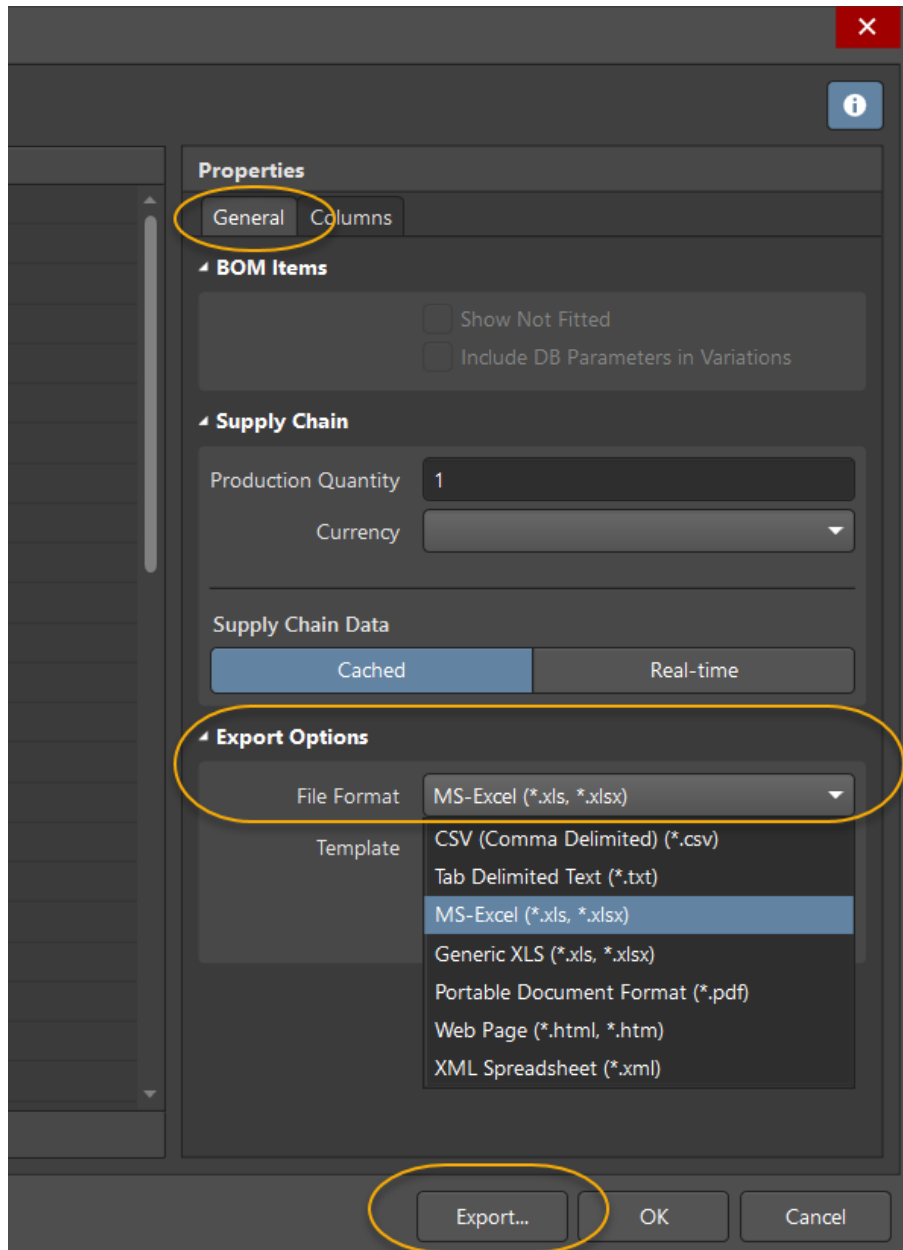 Properties
General Columns
BOM Items
Show Not Fitted
Include DB Parameters in Variations
Supply Chain
Production Quantity 1
Currency
Supply Chain Data
Cached Real-time
Export Options
File Format MS-Excel (*.xls, *.xlsx)
Template
CSV (Comma Delimited) (*.csv)
Tab Delimited Text (*.txt)
MS-Excel (*.xls, *.xlsx)
Generic XLS (*.xls, *.xlsx)
Portable Document Format (*.pdf)
Web Page (*.html, *.htm)
XML Spreadsheet (*.xml)
Export... OK Cancel